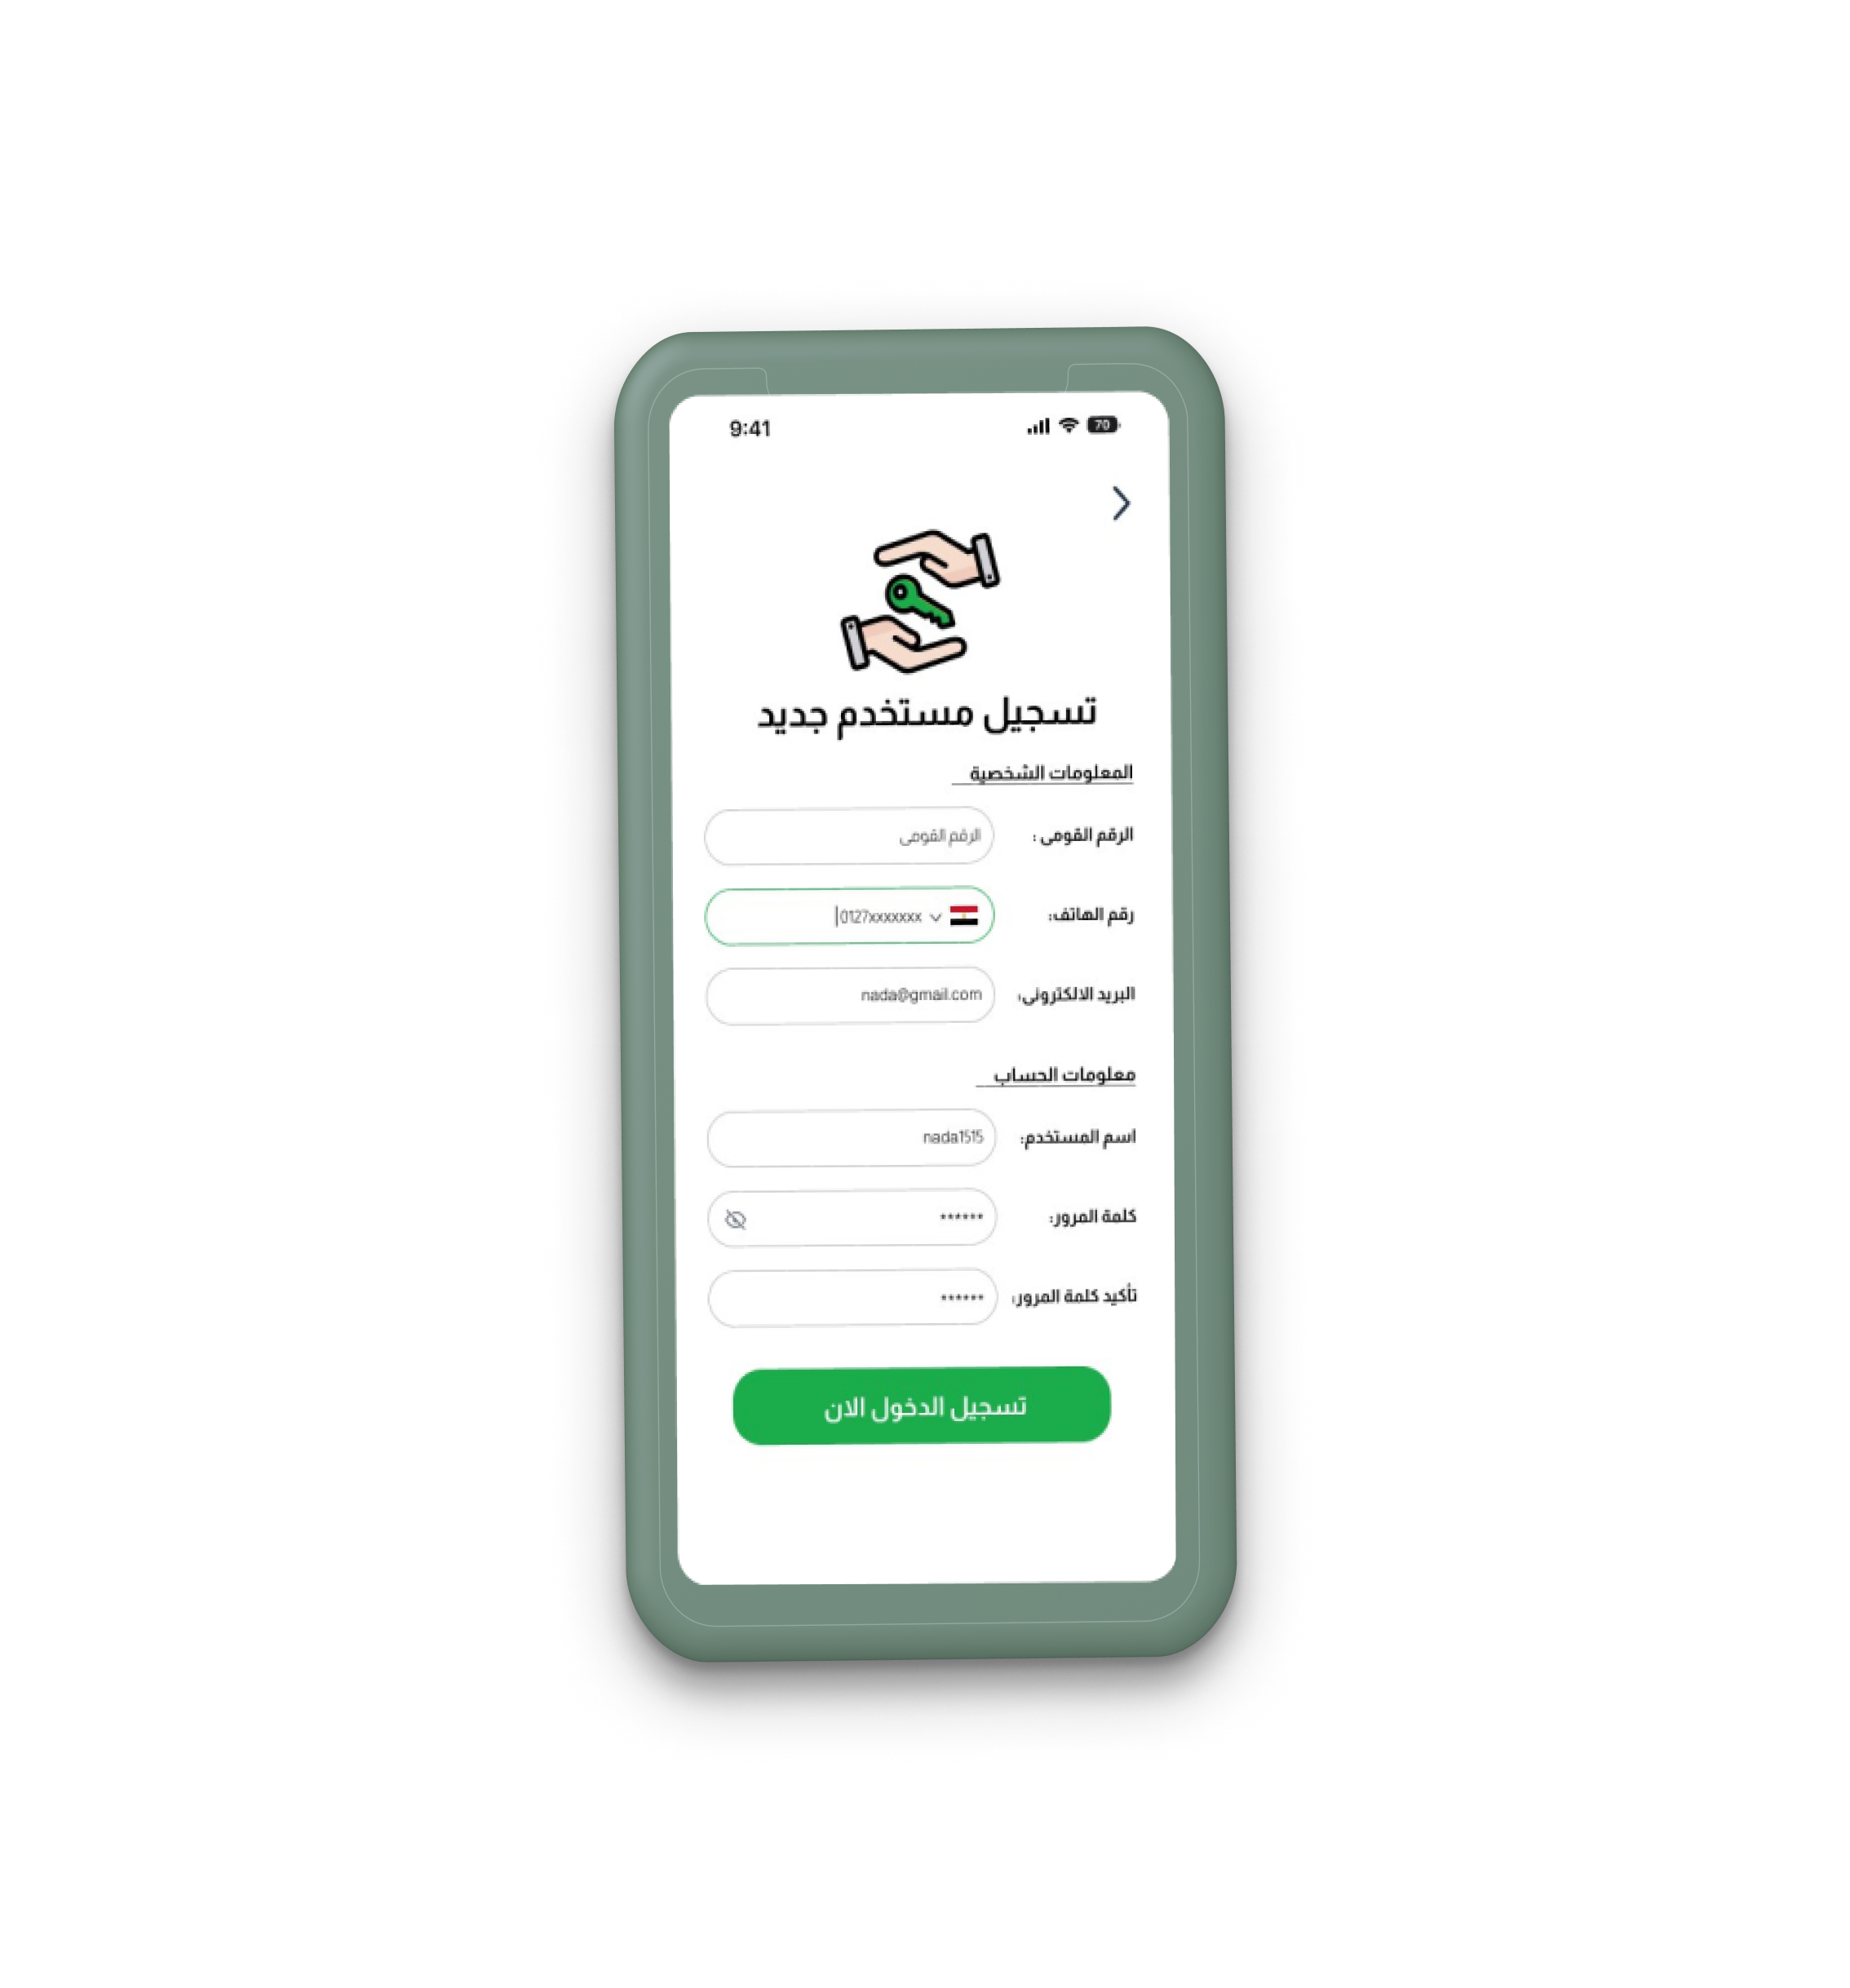 9:41
70
تسجيل مستخدم جديد
المعلومات الشخصية
الرقم القومى : الرقم القومى
رقم الهاتف: 0127xxxxxxx
البريد الالكترونى: nada@gmail.com
معلومات الحساب
اسم المستخدم: nada1515
كلمة المرور: ******
تأكيد كلمة المرور: ******
تسجيل الدخول الان